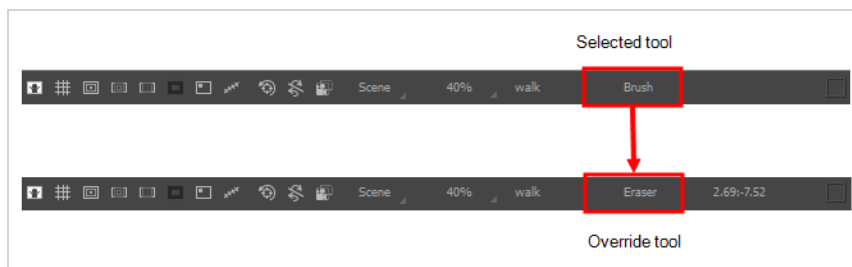 Selected tool
Scene 40% walk Brush
Scene 40% walk Eraser 2.69:-7.52
Override tool